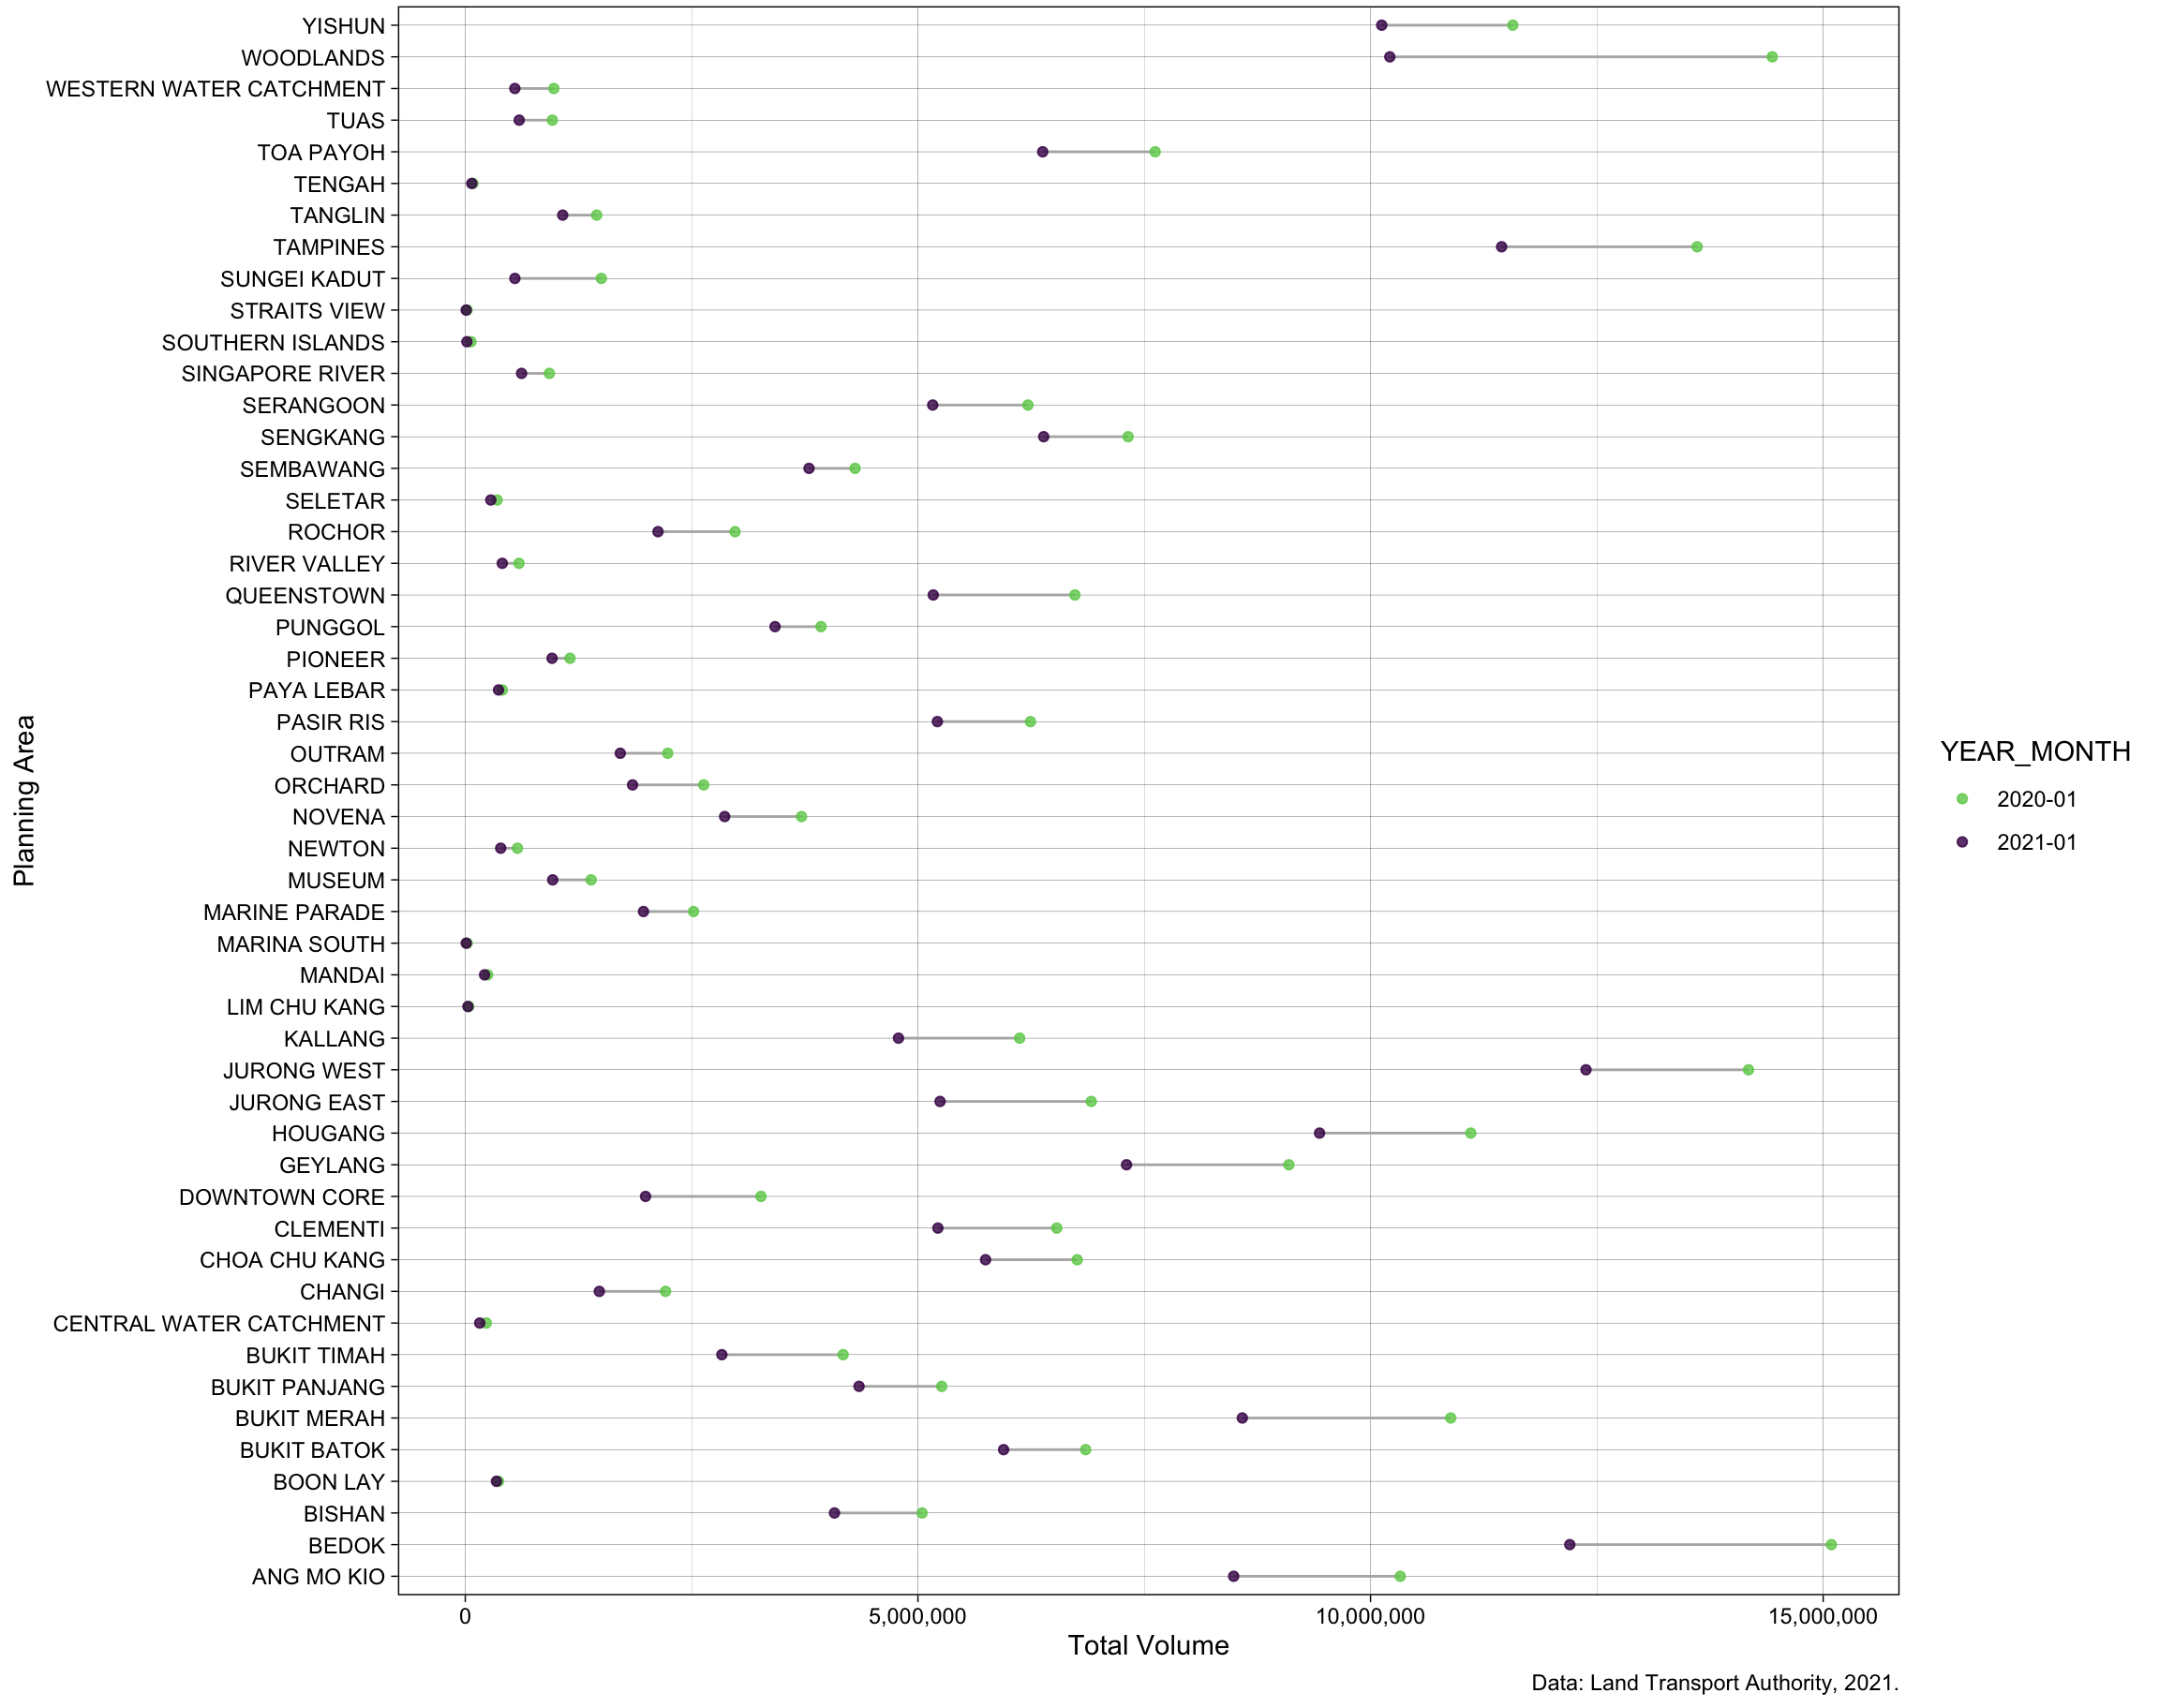 YISHUN
WOODLANDS
WESTERN WATER CATCHMENT
TUAS
TOA PAYOH
TENGAH
TANGLIN
TAMPINES
SUNGEI KADUT
STRAITS VIEW
SOUTHERN ISLANDS
SINGAPORE RIVER
SERANGOON
SENGKANG
SEMBAWANG
SELETAR
ROCHOR
RIVER VALLEY
QUEENSTOWN
PUNGGOL
PIONEER
PAYA LEBAR
PASIR RIS
OUTRAM
ORCHARD
NOVENA
NEWTON
MUSEUM
MARINE PARADE
MARINA SOUTH
MANDAI
LIM CHU KANG
KALLANG
JURONG WEST
JURONG EAST
HOUGANG
GEYLANG
DOWNTOWN CORE
CLEMENTI
CHOA CHU KANG
CHANGI
CENTRAL WATER CATCHMENT
BUKIT TIMAH
BUKIT PANJANG
BUKIT MERAH
BUKIT BATOK
BOON LAY
BISHAN
BEDOK
ANG MO KIO
Planning Area
0 5,000,000 10,000,000 15,000,000
Total Volume
YEAR_MONTH
2020-01
2021-01
Data: Land Transport Authority, 2021.